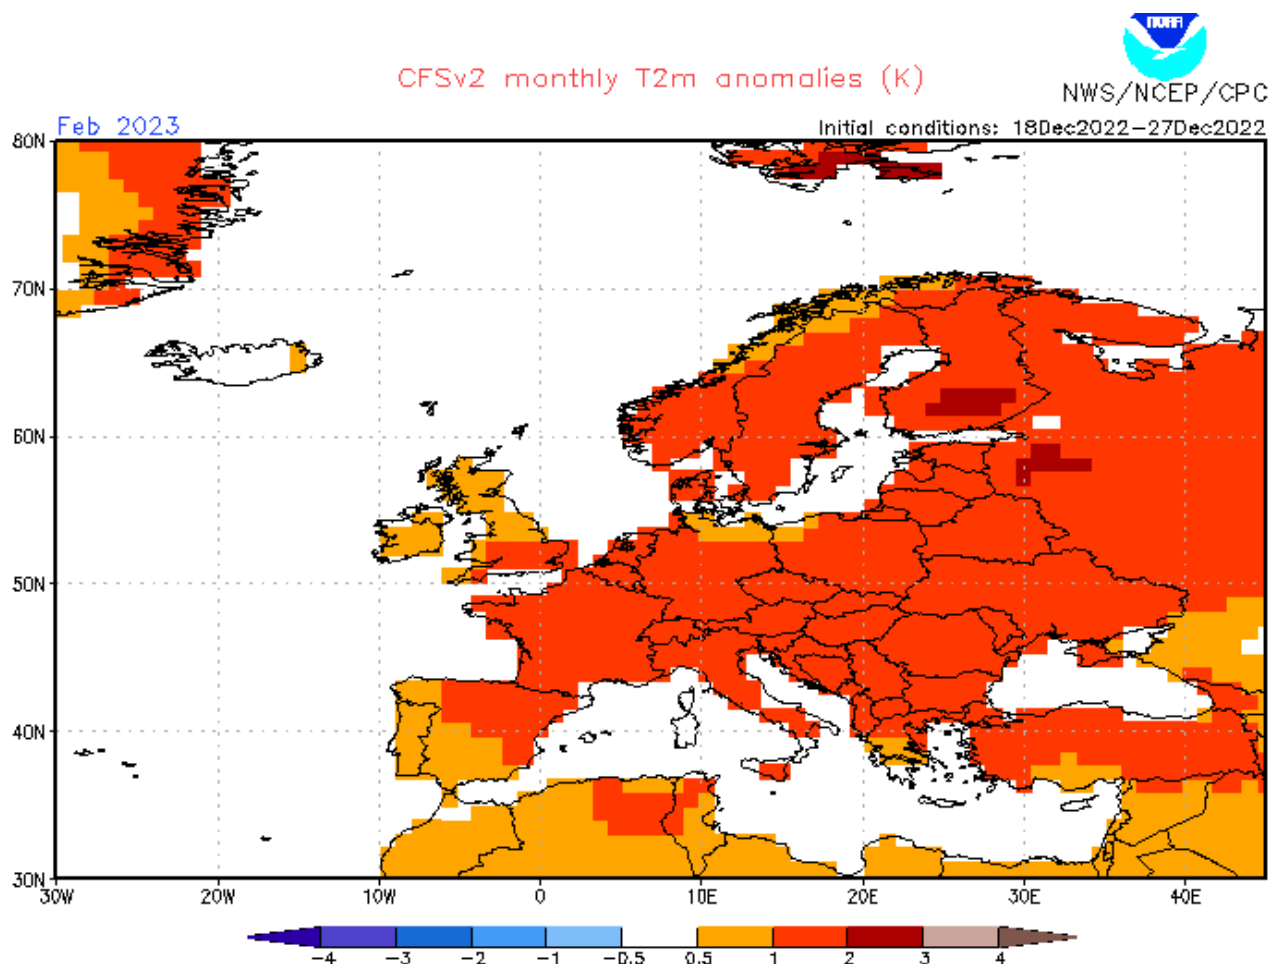 NOAA
CFSv2 monthly T2m anomalies (K)
NWS/NCEP/CPC
Feb 2023
Initial conditions: 18Dec2022−27Dec2022
80N
70N
60N
50N
40N
30N
30W 20W 10W 0 10E 20E 30E 40E
−4 −3 −2 −1 −0.5 0.5 1 2 3 4